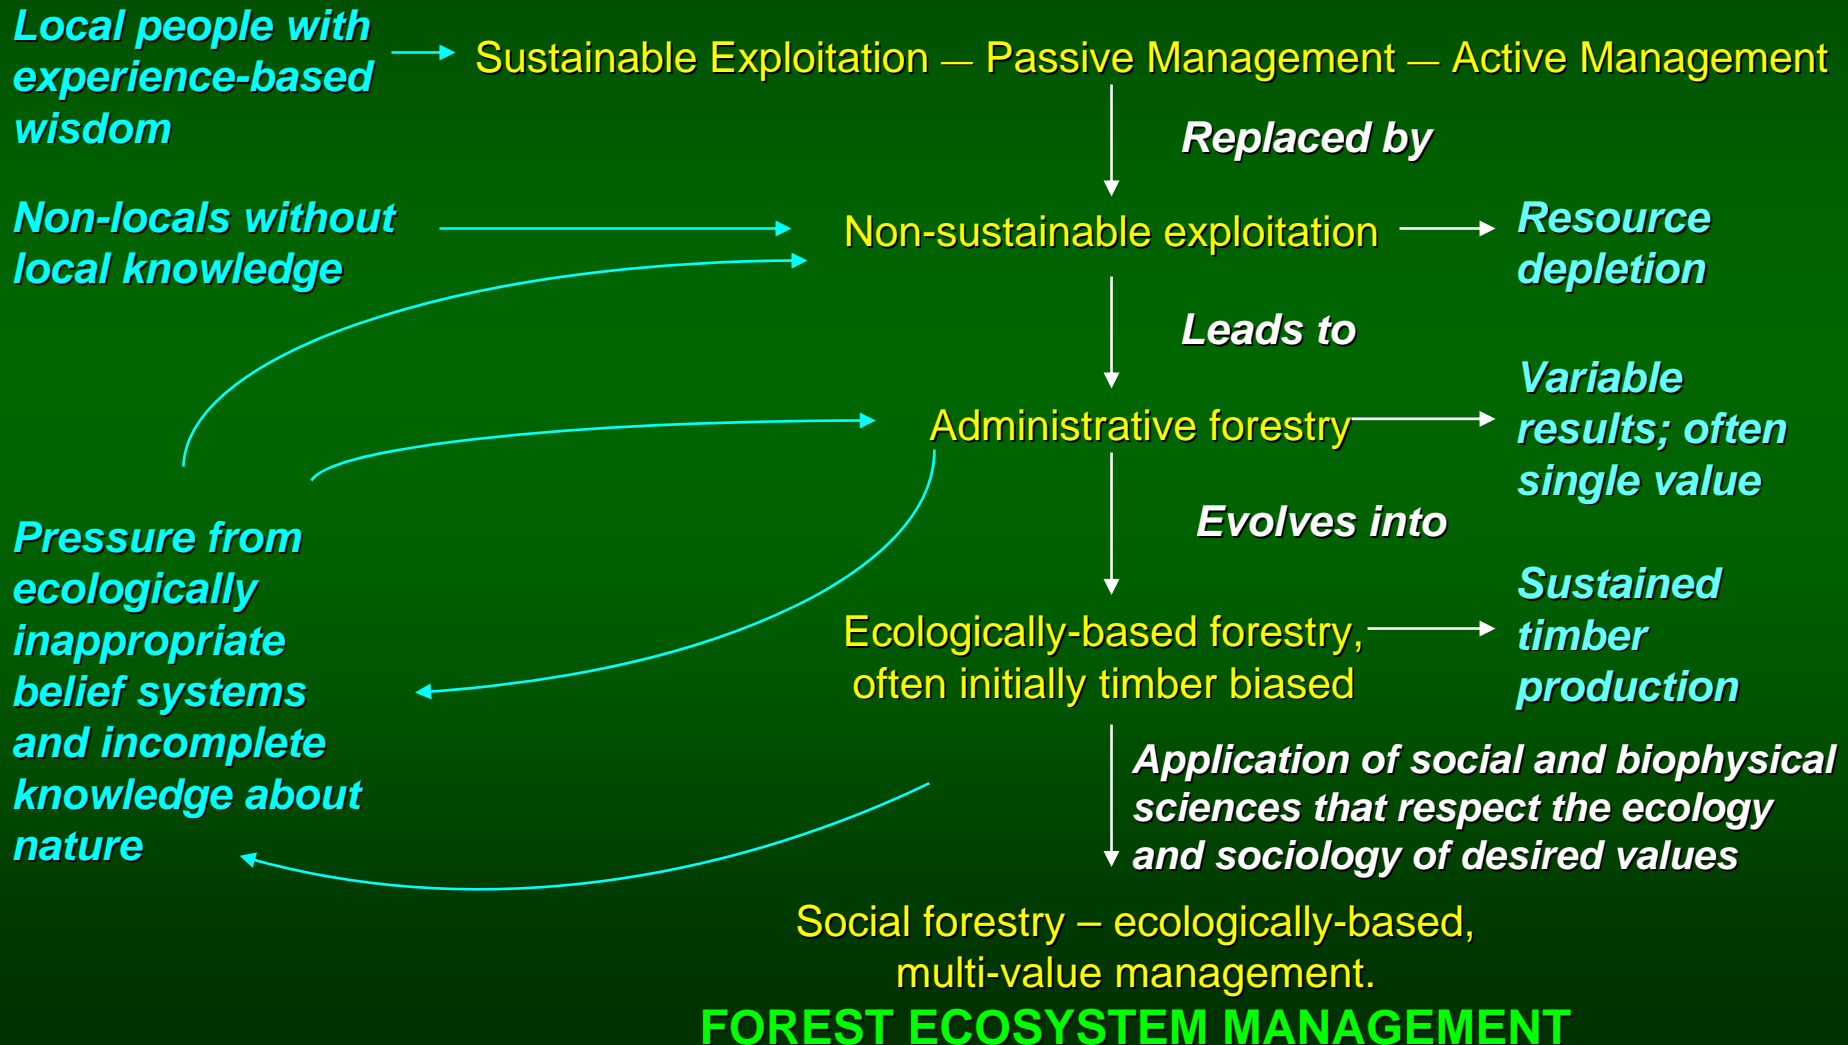 Local people with
experience-based
wisdom
Sustainable Exploitation — Passive Management — Active Management
Replaced by
Non-locals without
local knowledge
Non-sustainable exploitation
Resource
depletion
Leads to
Administrative forestry
Variable
results; often
single value
Evolves into
Pressure from
ecologically
inappropriate
belief systems
and incomplete
knowledge about
nature
Ecologically-based forestry,
often initially timber biased
Sustained
timber
production
Application of social and biophysical
sciences that respect the ecology
and sociology of desired values
Social forestry – ecologically-based,
multi-value management.
FOREST ECOSYSTEM MANAGEMENT